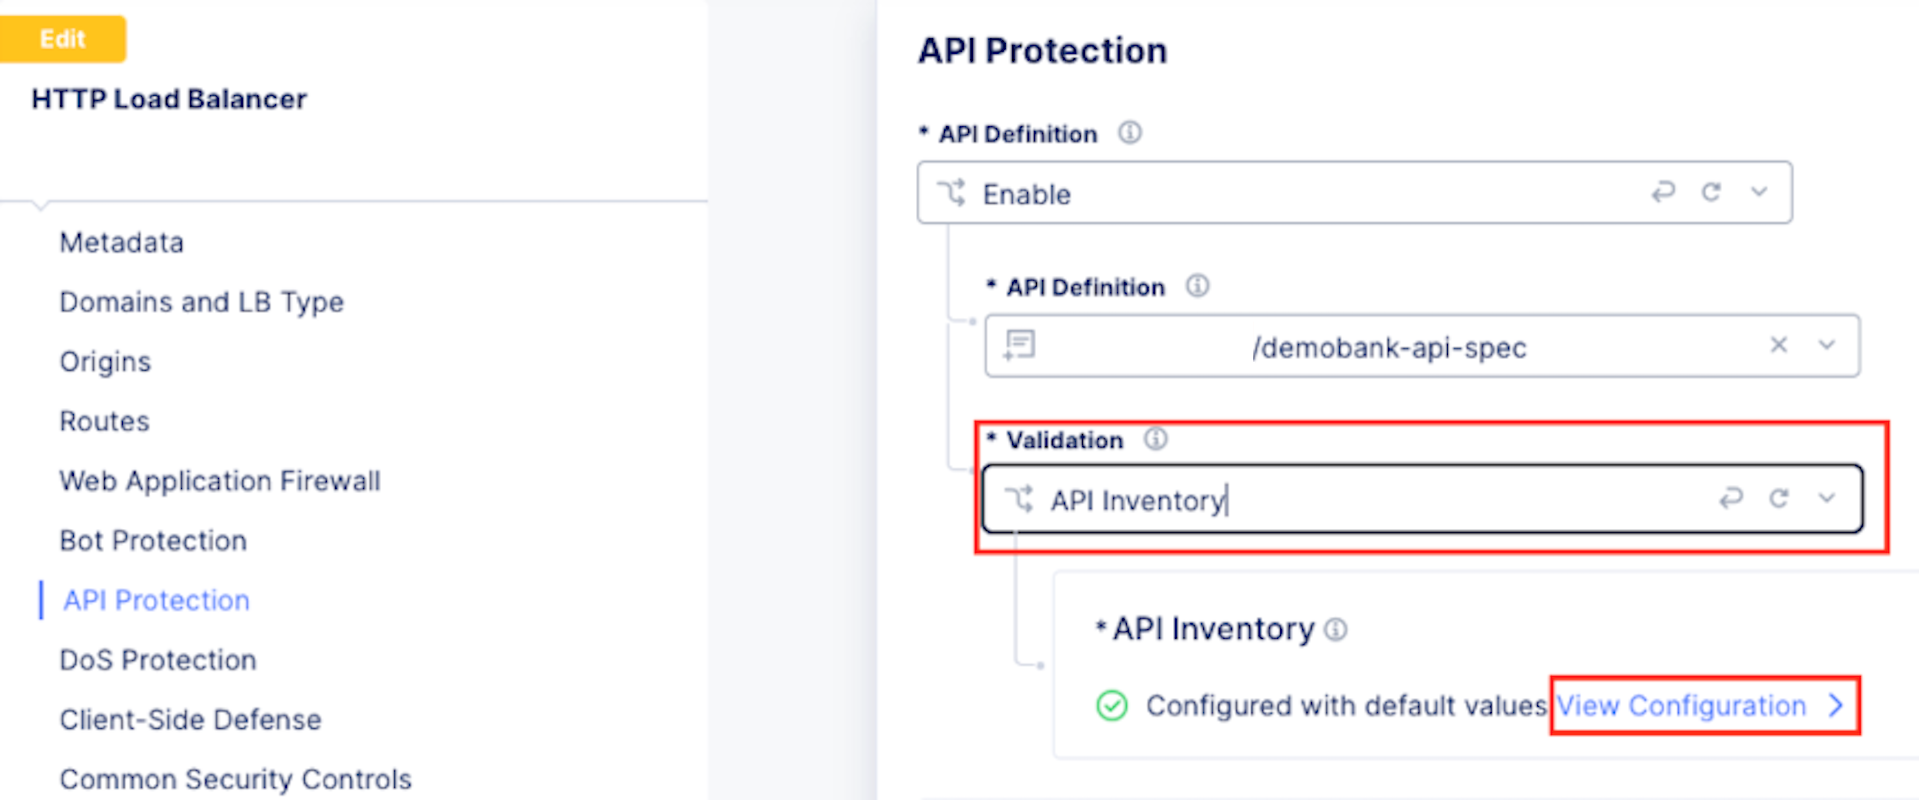 Edit
HTTP Load Balancer
Metadata
Domains and LB Type
Origins
Routes
Web Application Firewall
Bot Protection
API Protection
DoS Protection
Client-Side Defense
Common Security Controls
API Protection
* API Definition
Enable
* API Definition
/demobank-api-spec
* Validation
API Inventory
* API Inventory
Configured with default values View Configuration